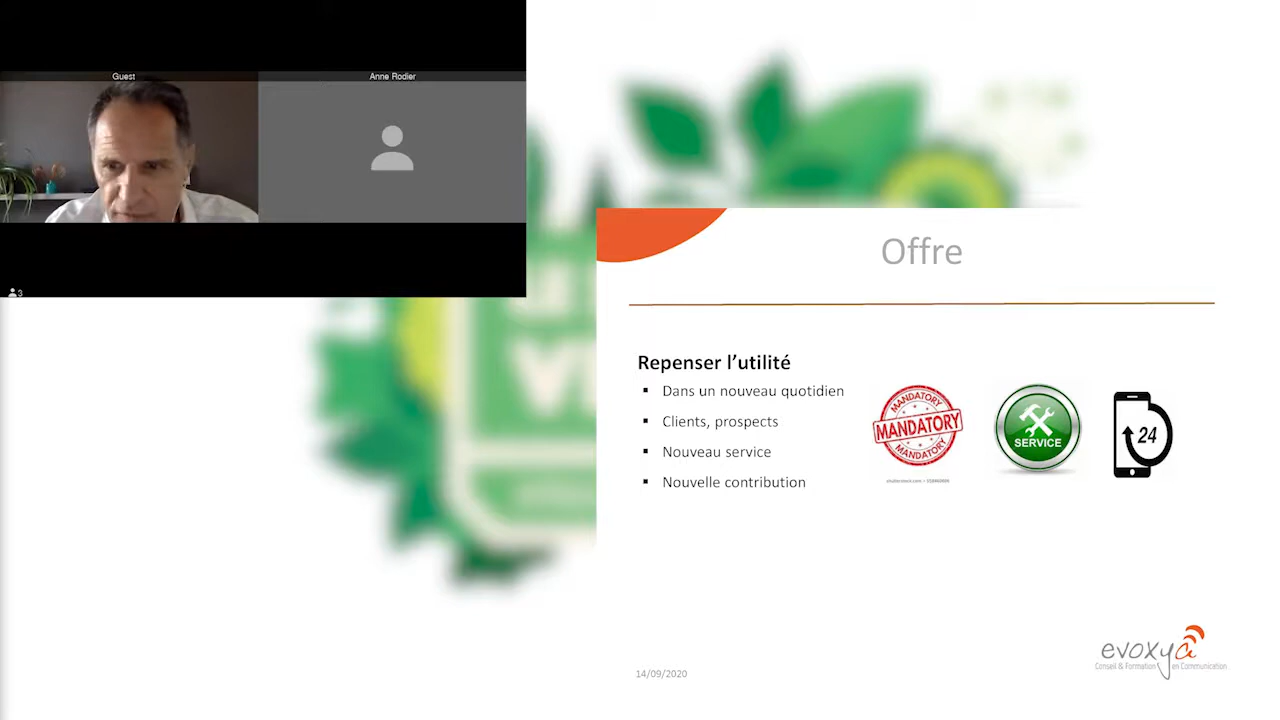 Guest
Anne Rodier
3
Offre
Repenser l’utilité
▪ Dans un nouveau quotidien
▪ Clients, prospects
▪ Nouveau service
▪ Nouvelle contribution
MANDATORY
MANDATORY
MANDATORY
SERVICE
24
14/09/2020
evoxya
Conseil & Formation en Communication